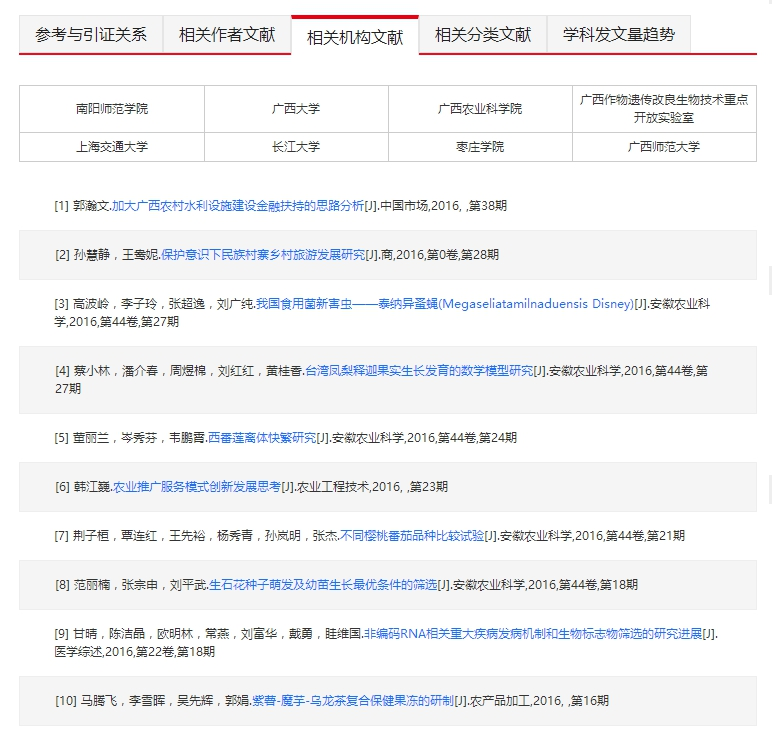 参考与引证关系 相关作者文献 相关机构文献 相关分类文献 学科发文量趋势
南阳师范学院 广西大学 广西农业科学院 广西作物遗传改良生物技术重点
开放实验室
上海交通大学 长江大学 枣庄学院 广西师范大学
[1] 郭瀚文.加大广西农村水利设施建设金融扶持的思路分析[J].中国市场,2016, ,第38期
[2] 孙慧静，王鸯妮.保护意识下民族村寨乡村旅游发展研究[J].商,2016,第0卷,第28期
[3] 高波岭，李子玲，张超逸，刘广纯.我国食用菌新害虫——泰纳异蚤蝇(Megaseliatamilnaduensis Disney)[J].安徽农业科
学,2016,第44卷,第27期
[4] 蔡小林，潘介春，周煜棉，刘红红，黄桂香.台湾凤梨释迦果实生长发育的数学模型研究[J].安徽农业科学,2016,第44卷,第
27期
[5] 董丽兰，岑秀芬，韦鹏霄.西番莲离体快繁研究[J].安徽农业科学,2016,第44卷,第24期
[6] 韩江巍.农业推广服务模式创新发展思考[J].农业工程技术,2016, ,第23期
[7] 荆子桓，覃连红，王先裕，杨秀青，孙岚明，张杰.不同樱桃番茄品种比较试验[J].安徽农业科学,2016,第44卷,第21期
[8] 范丽楠，张宗申，刘平武.生石花种子萌发及幼苗生长最优条件的筛选[J].安徽农业科学,2016,第44卷,第18期
[9] 甘晴，陈洁晶，欧明林，常燕，刘富华，戴勇，眭维国.非编码RNA相关重大疾病发病机制和生物标志物筛选的研究进展[J].
医学综述,2016,第22卷,第18期
[10] 马腾飞，李雪晖，吴先辉，郭娟.紫薯-魔芋-乌龙茶复合保健果冻的研制[J].农产品加工,2016, ,第16期